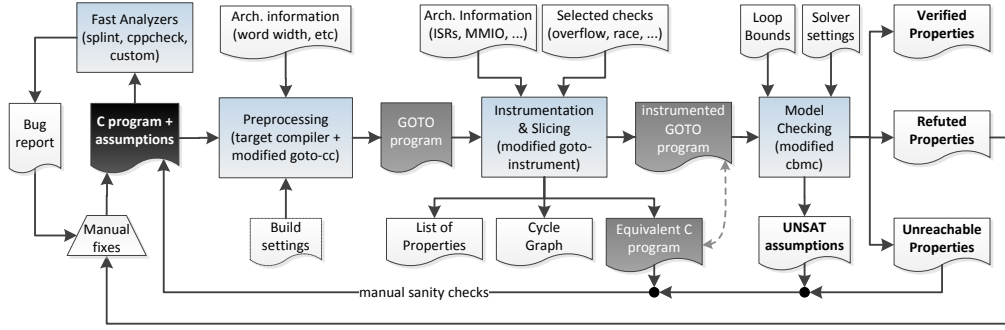 Fast Analyzers
(splint, cppcheck,
custom)
Arch. information
(word width, etc)
Arch. Information
(ISRs, MMIO, ...)
Selected checks
(overflow, race, ...)
Loop
Bounds
Solver
settings
Verified
Properties
Bug
report
C program +
assumptions
Preprocessing
(target compiler +
modified goto-cc)
GOTO
program
Instrumentation
& Slicing
(modified goto-
instrument)
instrumented
GOTO
program
Model
Checking
(modified
cbmc)
Refuted
Properties
Manual
fixes
Build
settings
List of
Properties
Cycle
Graph
Equivalent C
program
UNSAT
assumptions
Unreachable
Properties
manual sanity checks